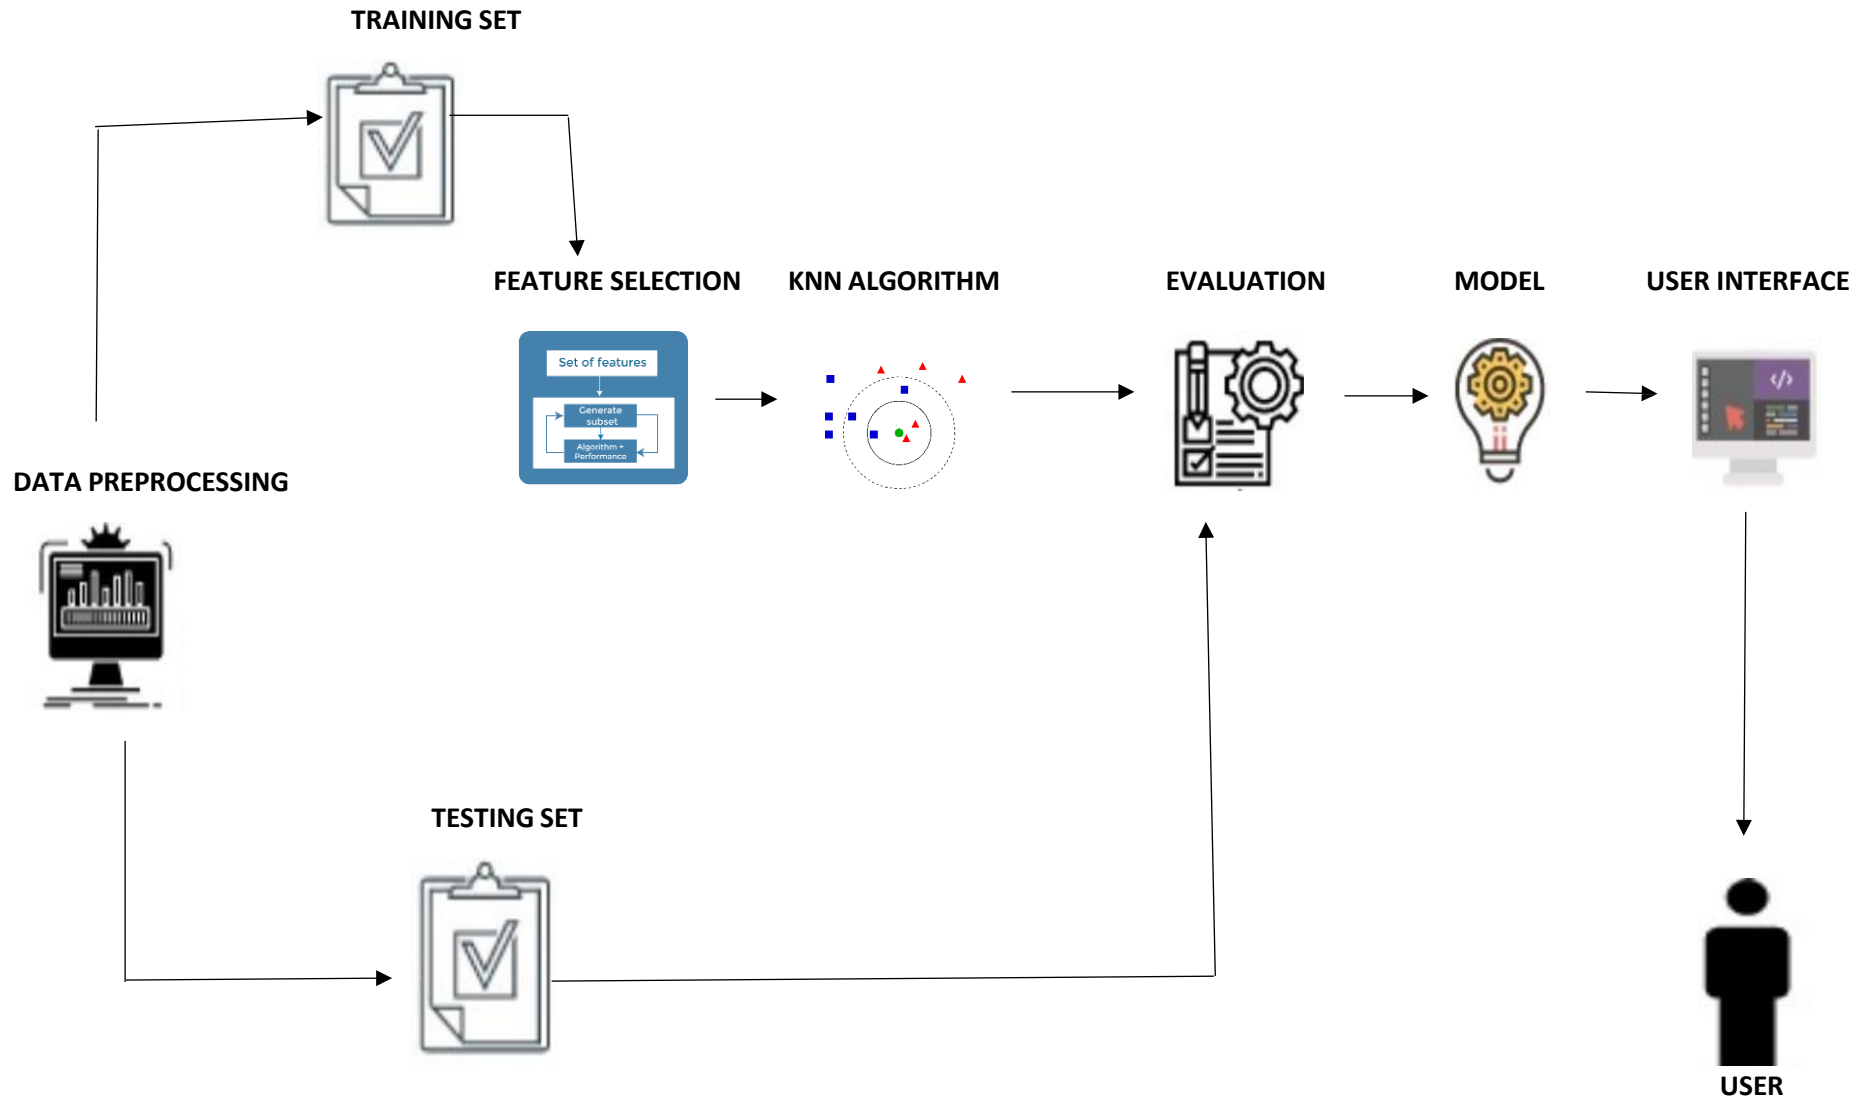 TRAINING SET
FEATURE SELECTION
KNN ALGORITHM
EVALUATION
MODEL
USER INTERFACE
Set of features
Generate
subset
Algorithm +
Performance
</>
DATA PREPROCESSING
TESTING SET
USER